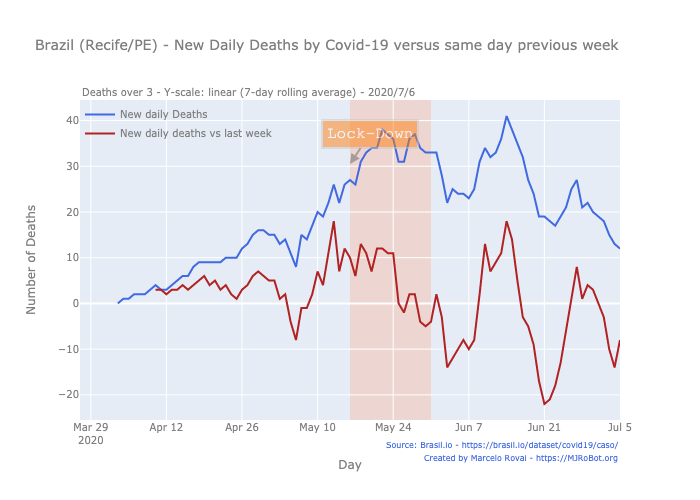 Brazil (Recife/PE) - New Daily Deaths by Covid-19 versus same day previous week
Deaths over 3 - Y-scale: linear (7-day rolling average) - 2020/7/6
New daily Deaths
New daily deaths vs last week
Lock-Down
40
30
20
10
0
−10
−20
Number of Deaths
Mar 29
2020
Apr 12
Apr 26
May 10
May 24
Jun 7
Jun 21
Jul 5
Day
Source: Brasil.io - https://brasil.io/dataset/covid19/caso/
Created by Marcelo Rovai - https://MJRoBot.org